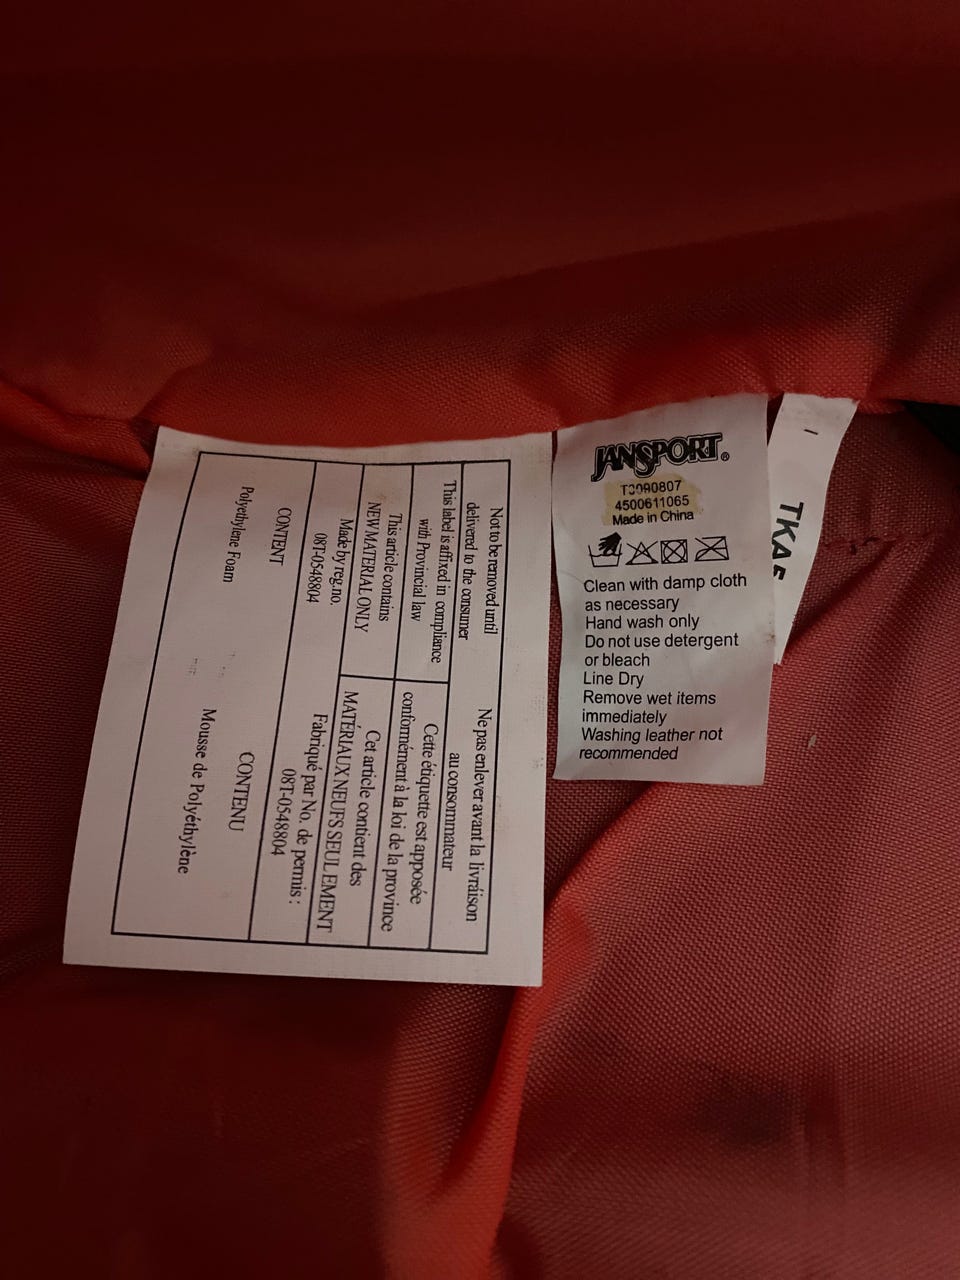 Not to be removed until
delivered to the consumer
Ne pas enlever avant la livráison
au consommateur
This label is affixed in compliance
with Provincial law
Cette étiquette est apposée
conformément à la loi de la province
This article contains
NEW MATERIAL ONLY
Cet article contient des
MATÉRIAUX NEUFS SEULEMENT
Made by reg.no.
08T-0548804
Fabriqué par No. de permis :
08T-0548804
CONTENT
CONTENU
Polyethylene Foam
Mousse de Polyéthylène
JANSPORT®
T3090807
4500611065
Made in China
Clean with damp cloth
as necessary
Hand wash only
Do not use detergent
or bleach
Line Dry
Remove wet items
immediately
Washing leather not
recommended